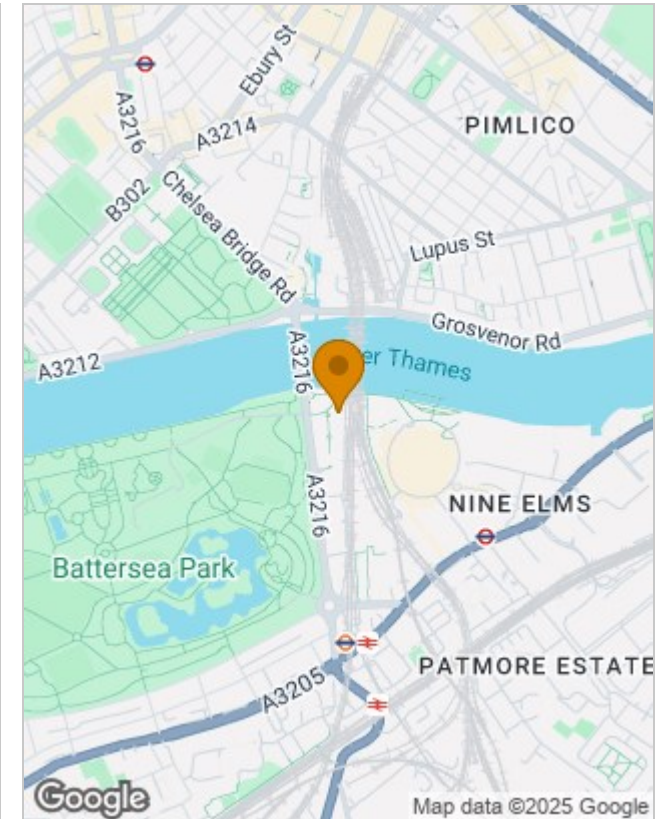 Ebury St
A3216
A3214
PIMLICO
B302
Chelsea Bridge Rd
Lupus St
Grosvenor Rd
A3212
A3216
er Thames
A3216
NINE ELMS
Battersea Park
PATMORE ESTATE
A3205
Google
Map data ©2025 Google